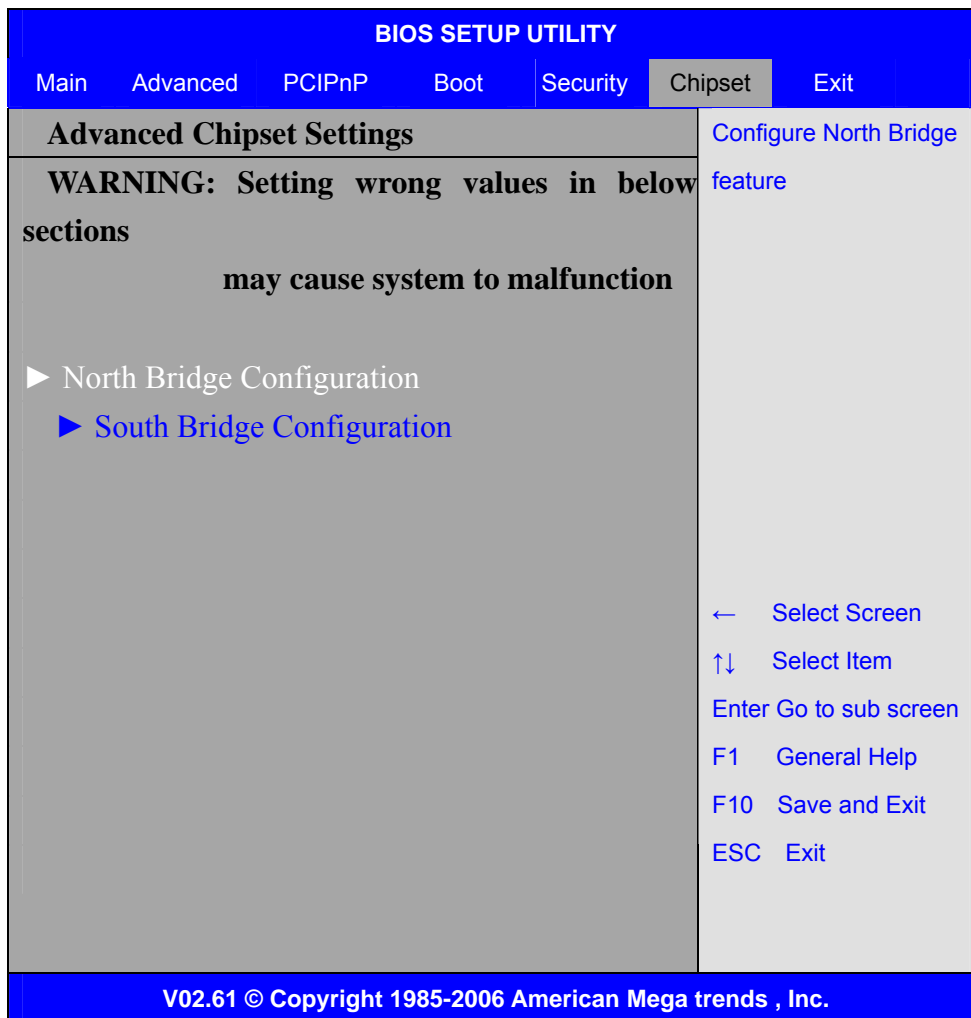 BIOS SETUP UTILITY
Main Advanced PCIPnP Boot Security Chipset Exit
Advanced Chipset Settings
WARNING: Setting wrong values in below
sections
may cause system to malfunction
► North Bridge Configuration
► South Bridge Configuration
Configure North Bridge
feature
← Select Screen
↑↓ Select Item
Enter Go to sub screen
F1 General Help
F10 Save and Exit
ESC Exit
V02.61 © Copyright 1985-2006 American Mega trends , Inc.